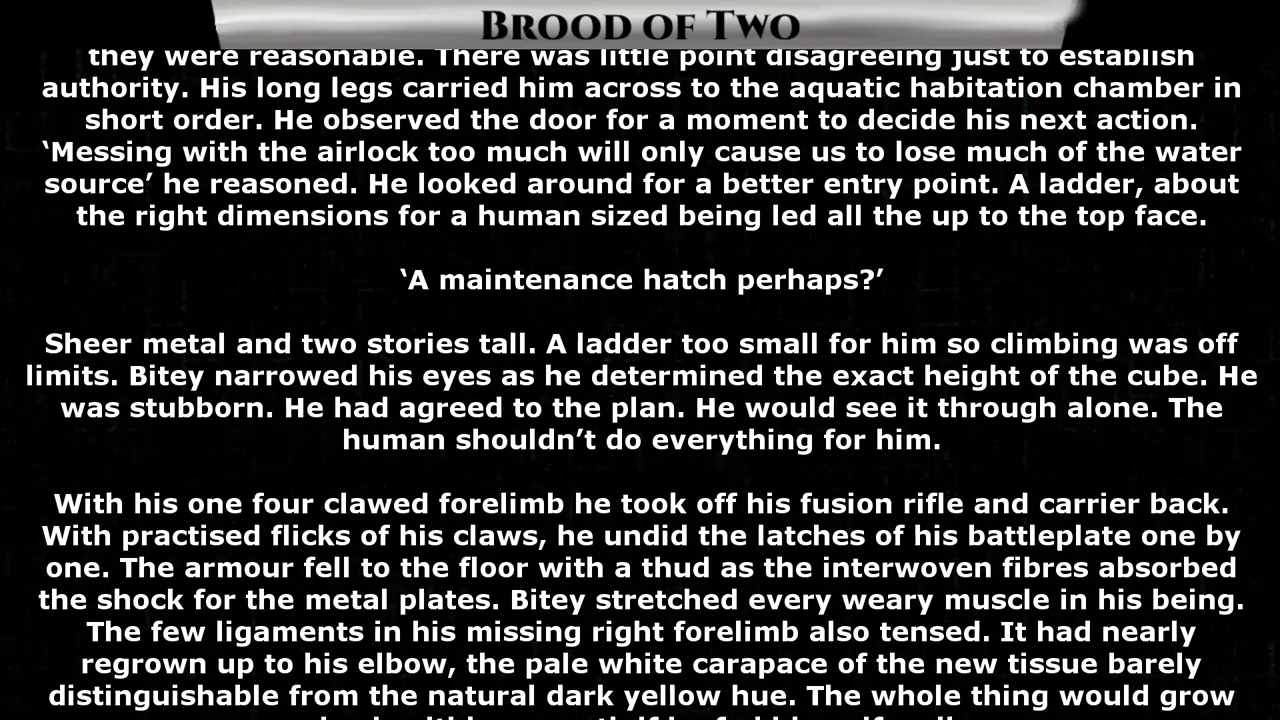 Brood of Two
they were reasonable. There was little point disagreeing just to establish
authority. His long legs carried him across to the aquatic habitation chamber in
short order. He observed the door for a moment to decide his next action.
‘Messing with the airlock too much will only cause us to lose much of the water
source’ he reasoned. He looked around for a better entry point. A ladder, about
the right dimensions for a human sized being led all the up to the top face.
‘A maintenance hatch perhaps?’
Sheer metal and two stories tall. A ladder too small for him so climbing was off
limits. Bitey narrowed his eyes as he determined the exact height of the cube. He
was stubborn. He had agreed to the plan. He would see it through alone. The
human shouldn’t do everything for him.
With his one four clawed forelimb he took off his fusion rifle and carrier back.
With practised flicks of his claws, he undid the latches of his battleplate one by
one. The armour fell to the floor with a thud as the interwoven fibres absorbed
the shock for the metal plates. Bitey stretched every weary muscle in his being.
The few ligaments in his missing right forelimb also tensed. It had nearly
regrown up to his elbow, the pale white carapace of the new tissue barely
distinguishable from the natural dark yellow hue. The whole thing would grow